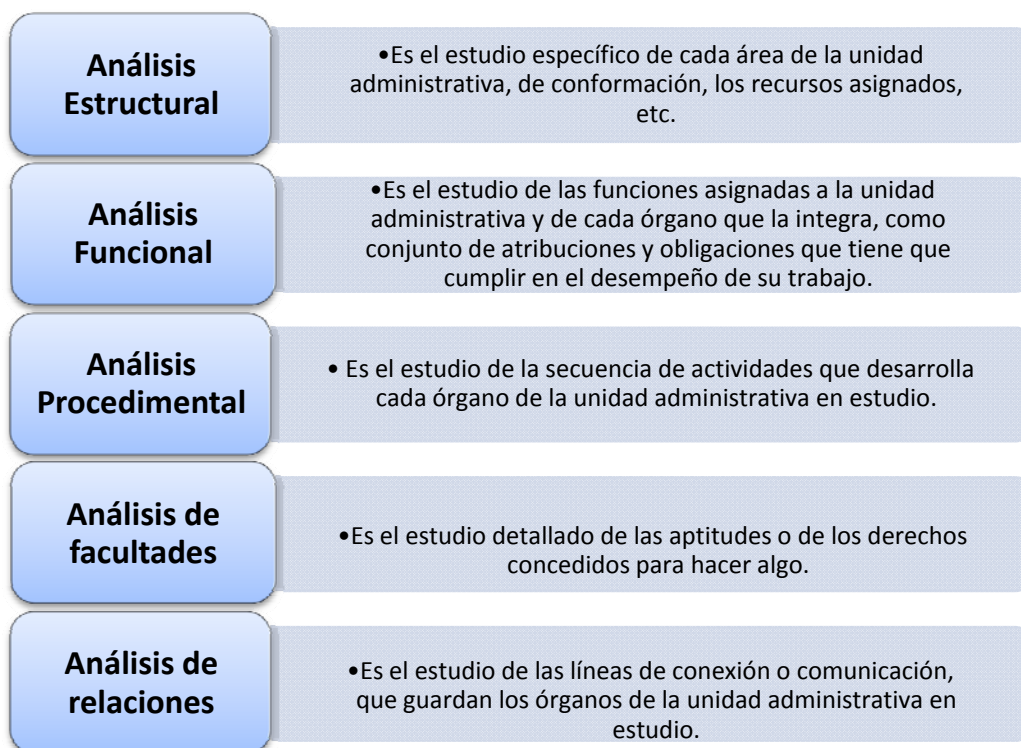 Análisis
Estructural
•Es el estudio específico de cada área de la unidad
administrativa, de conformación, los recursos asignados,
etc.
Análisis
Funcional
•Es el estudio de las funciones asignadas a la unidad
administrativa y de cada órgano que la integra, como
conjunto de atribuciones y obligaciones que tiene que
cumplir en el desempeño de su trabajo.
Análisis
Procedimental
• Es el estudio de la secuencia de actividades que desarrolla
cada órgano de la unidad administrativa en estudio.
Análisis de
facultades
•Es el estudio detallado de las aptitudes o de los derechos
concedidos para hacer algo.
Análisis de
relaciones
•Es el estudio de las líneas de conexión o comunicación,
que guardan los órganos de la unidad administrativa en
estudio.